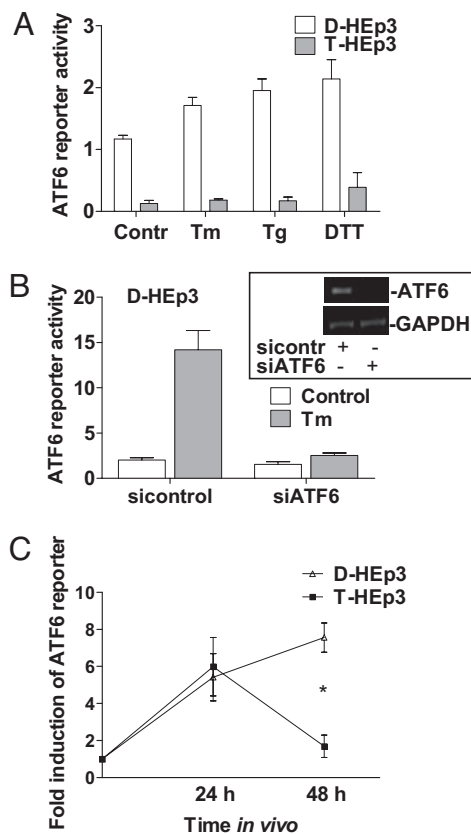 A
D-HEp3
T-HEp3
ATF6 reporter activity
3
2
1
0
Contr Tm Tg DTT
B
D-HEp3
-ATF6
-GAPDH
sicontr + -
siATF6 - +
ATF6 reporter activity
20
15
10
5
0
Control
Tm
sicontrol siATF6
C
D-HEp3
T-HEp3
Fold induction of ATF6 reporter
10
8
6
4
2
0
*
24 h 48 h
Time in vivo